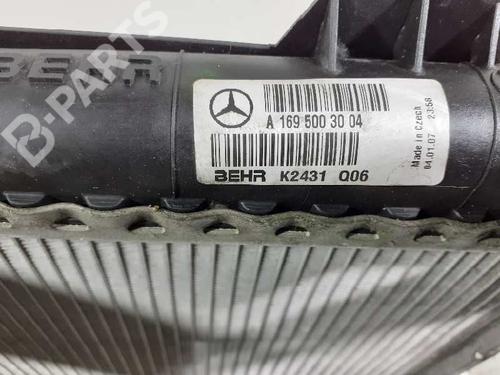 BEHR
B-PARTS
A 169 500 30 04
BEHR K2431 Q06
Made in Czech
04.01.07 23:56